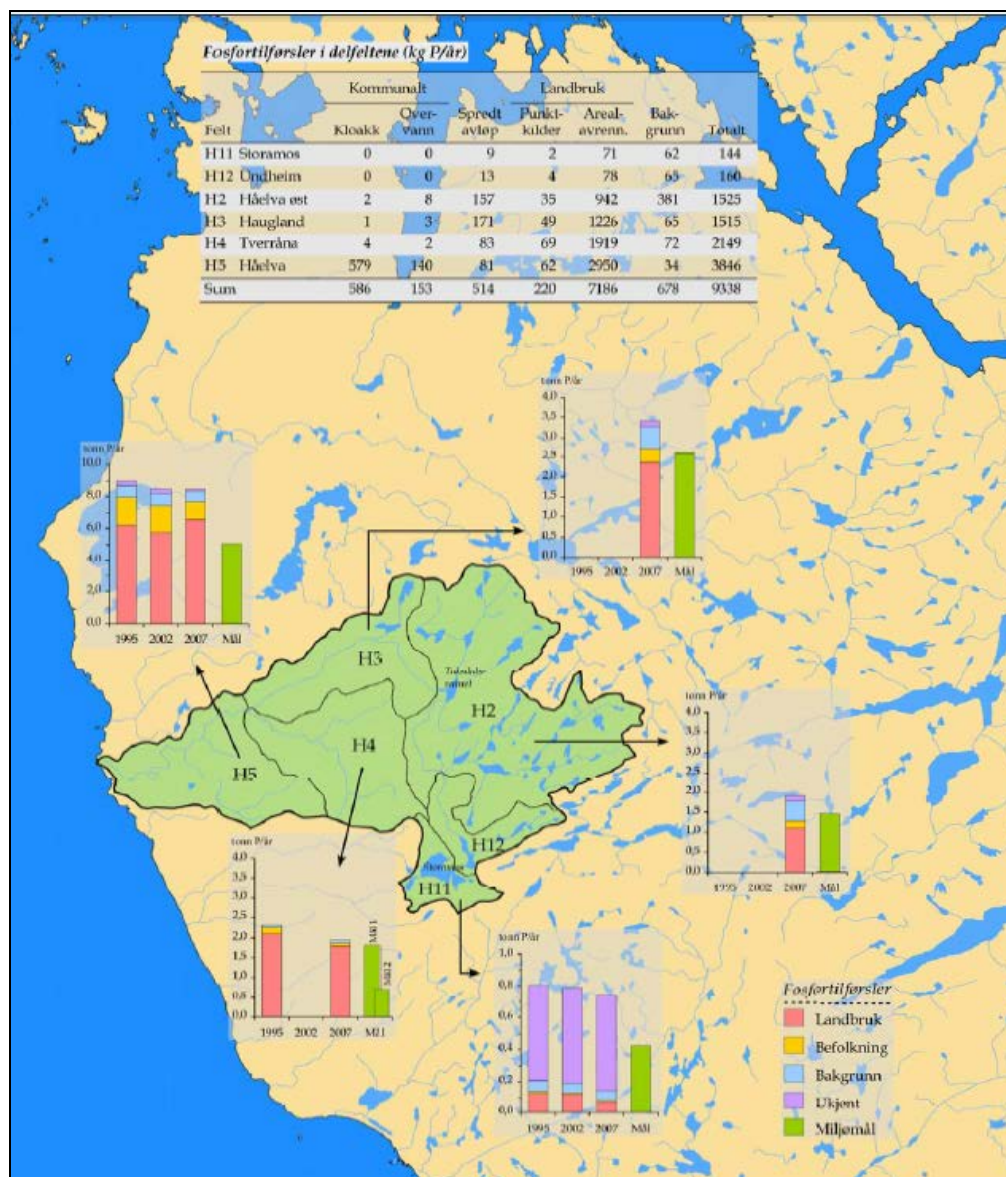 Fosfortilførsler i delfeltene (kg P/år)
Kommunalt Landbruk
Felt Kloakk Over-vann Spredt avløp Punkt-kilder Areal-avrenn. Bak-grunn Totalt
H11 Storamos 0 0 9 2 71 62 144
H12 Undheim 0 0 13 4 78 65 160
H2 Håelva øst 2 8 157 35 942 381 1525
H3 Haugland 1 3 171 49 1226 65 1515
H4 Tverråna 4 2 83 69 1919 72 2149
H5 Håelva 579 140 81 62 2950 34 3846
Sum 586 153 514 220 7186 678 9338
tonn P/år
4,0
3,5
3,0
2,5
2,0
1,5
1,0
0,5
0,0
1995 2002 2007 Mål
tonn P/år
10,0
8,0
6,0
4,0
2,0
0,0
1995 2002 2007 Mål
H3
H2
H4
H5
H12
H11
tonn P/år
4,0
3,5
3,0
2,5
2,0
1,5
1,0
0,5
0,0
1995 2002 2007 Mål
tonn P/år
4,0
3,5
3,0
2,5
2,0
1,5
1,0
0,5
0,0
Mål 1
Mål 2
1995 2002 2007 Mål
tonn P/år
1,0
0,8
0,6
0,4
0,2
0,0
1995 2002 2007 Mål
Fosfortilførsler
Landbruk
Befolkning
Bakgrunn
Ukjent
Miljømål